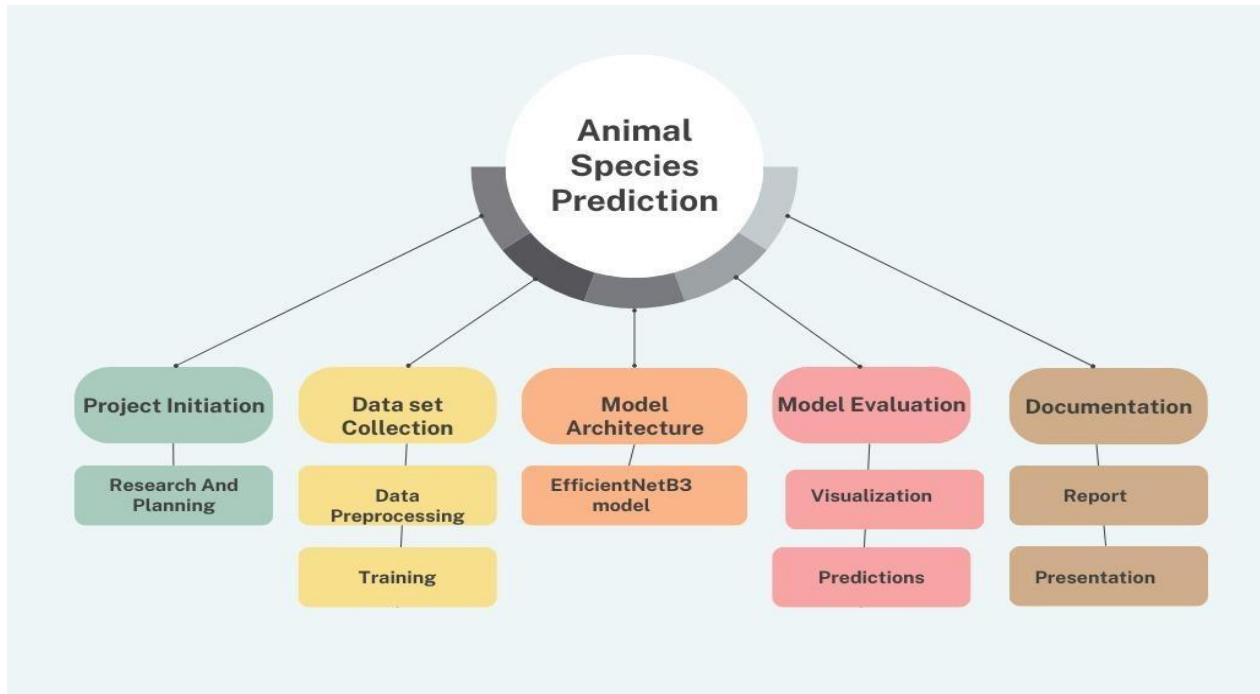 Animal
Species
Prediction
Project Initiation
Research And
Planning
Data set
Collection
Data
Preprocessing
Training
Model
Architecture
EfficientNetB3
model
Model Evaluation
Visualization
Predictions
Documentation
Report
Presentation